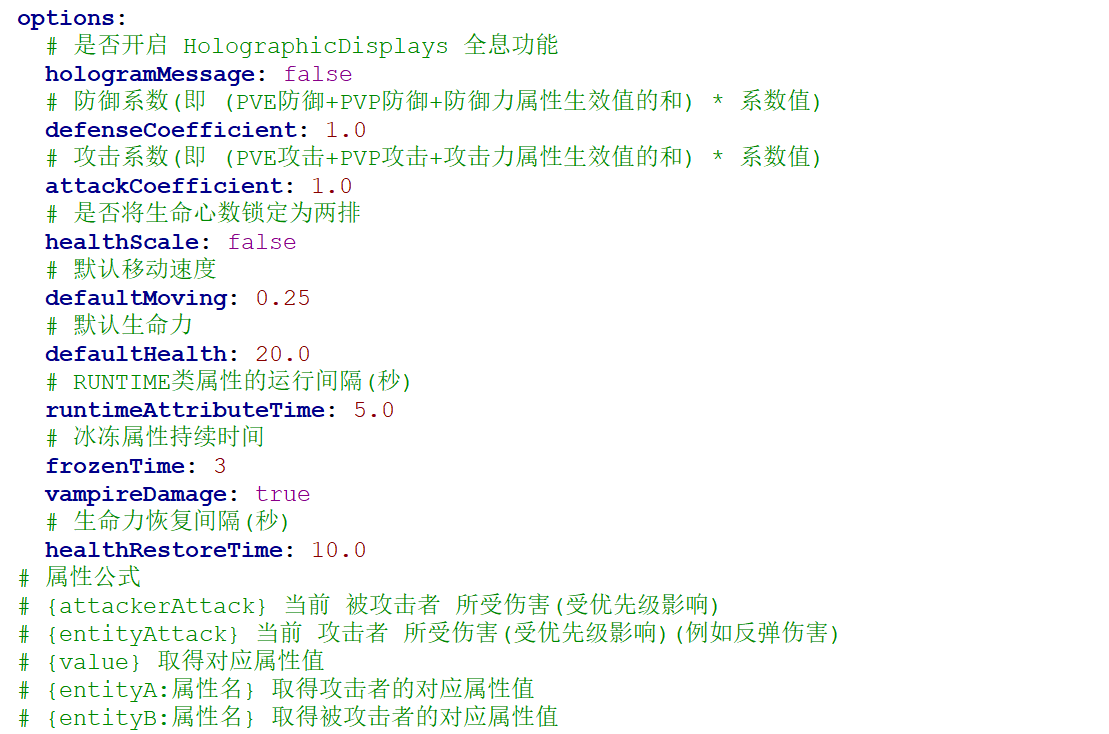 options:
  # 是否开启 HolographicDisplays 全息功能
  hologramMessage: false
  # 防御系数(即 (PVE防御+PVP防御+防御力属性生效值的和) * 系数值)
  defenseCoefficient: 1.0
  # 攻击系数(即 (PVE攻击+PVP攻击+攻击力属性生效值的和) * 系数值)
  attackCoefficient: 1.0
  # 是否将生命心数锁定为两排
  healthScale: false
  # 默认移动速度
  defaultMoving: 0.25
  # 默认生命力
  defaultHealth: 20.0
  # RUNTIME类属性的运行间隔(秒)
  runtimeAttributeTime: 5.0
  # 冰冻属性持续时间
  frozenTime: 3
  vampireDamage: true
  # 生命力恢复间隔(秒)
  healthRestoreTime: 10.0
# 属性公式
# {attackerAttack} 当前 被攻击者 所受伤害(受优先级影响)
# {entityAttack} 当前 攻击者 所受伤害(受优先级影响)(例如反弹伤害)
# {value} 取得对应属性值
# {entityA:属性名} 取得攻击者的对应属性值
# {entityB:属性名} 取得被攻击者的对应属性值